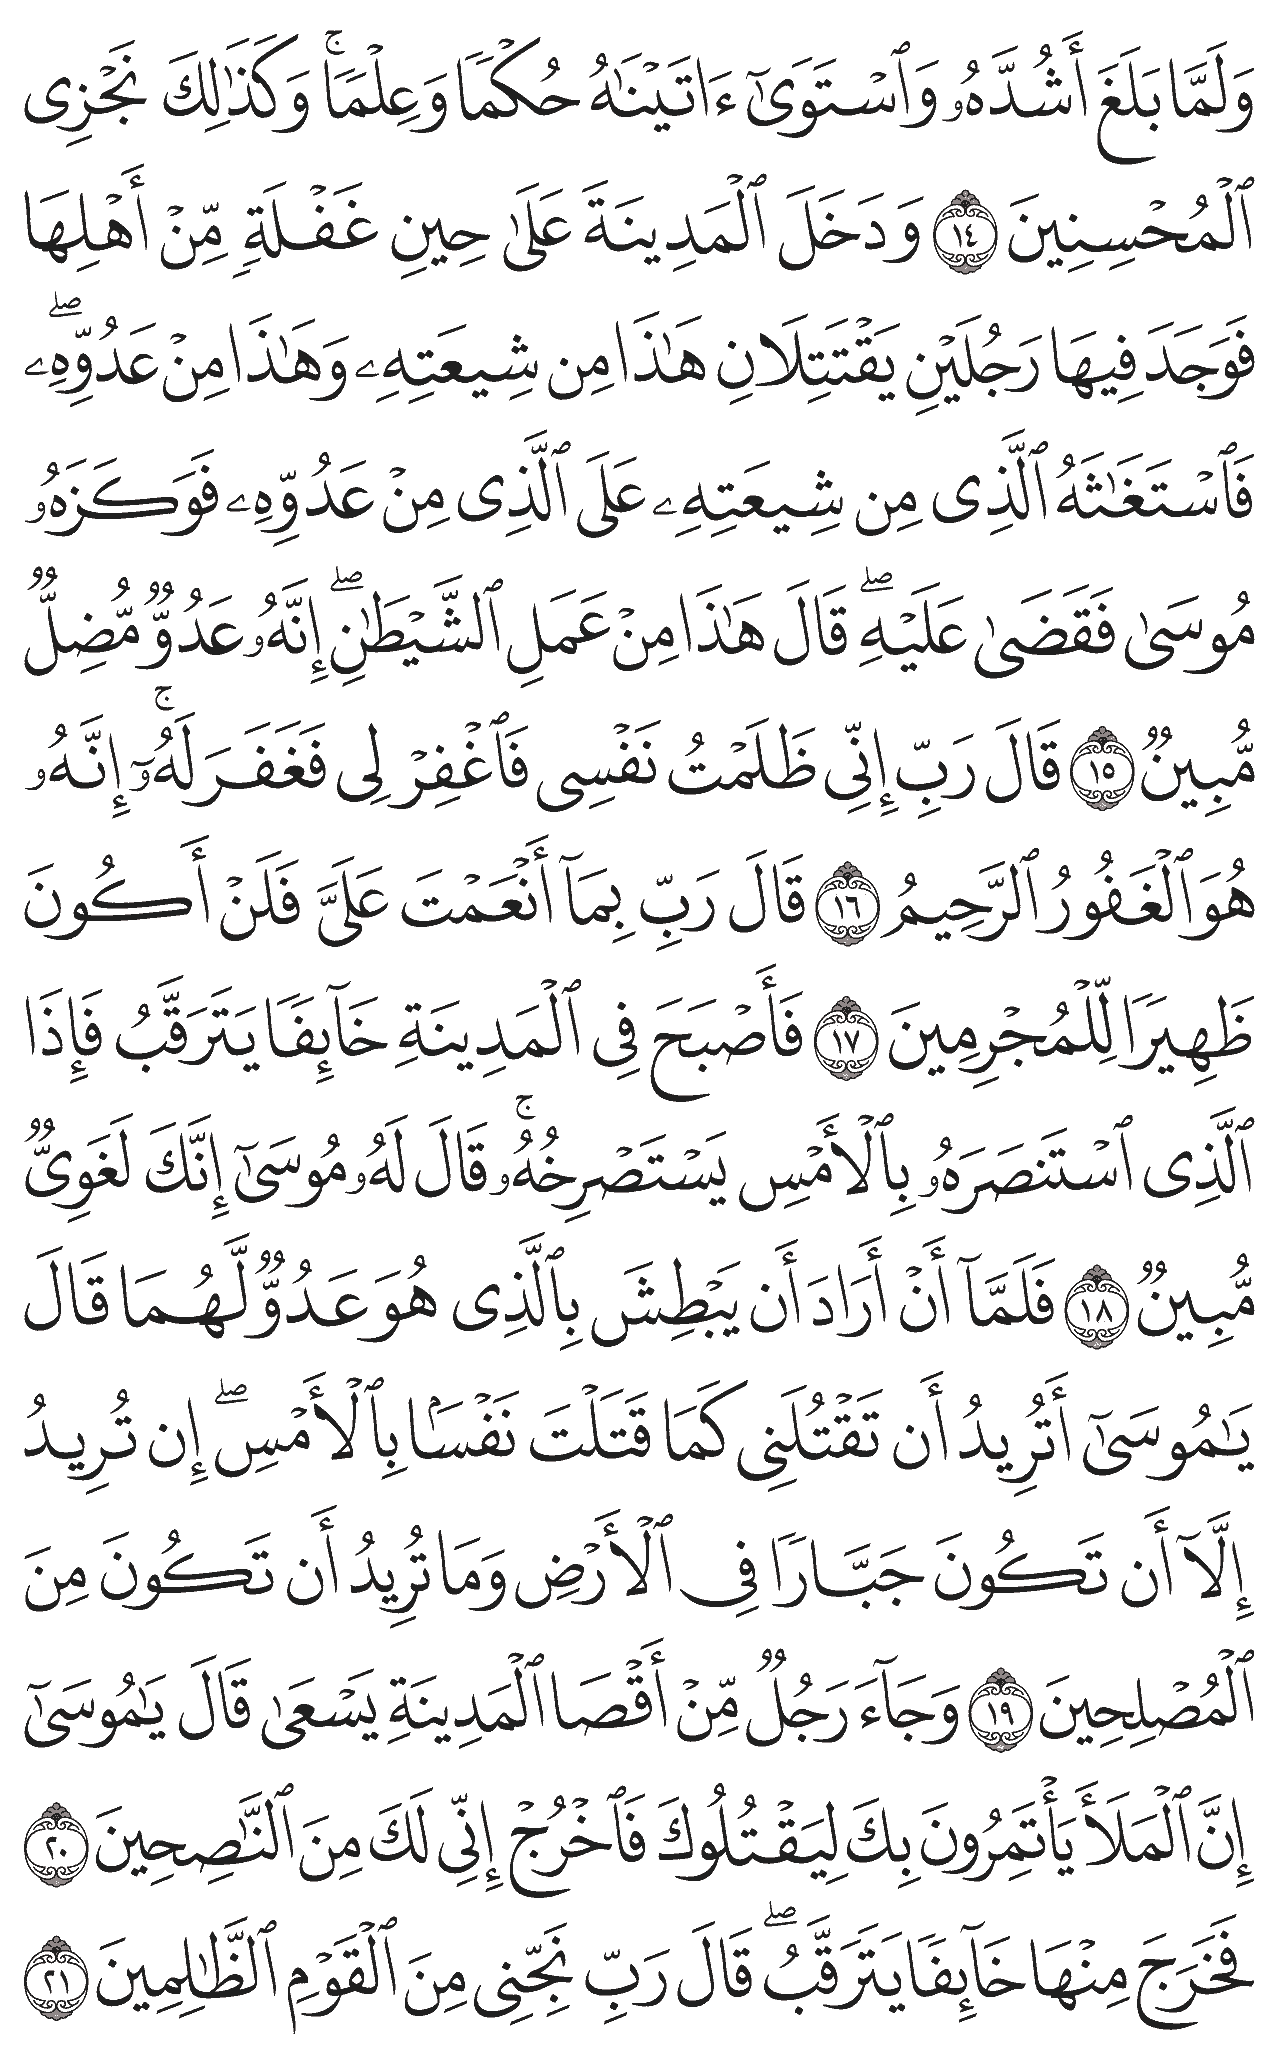 وَلَمَّا بَلَغَ أَشُدَّهُۥ وَٱسۡتَوَىٰٓ ءَاتَيۡنَٰهُ حُكۡمٗا وَعِلۡمٗاۚ وَكَذَٰلِكَ نَجۡزِي
ٱلۡمُحۡسِنِينَ ١٤ وَدَخَلَ ٱلۡمَدِينَةَ عَلَىٰ حِينِ غَفۡلَةٖ مِّنۡ أَهۡلِهَا
فَوَجَدَ فِيهَا رَجُلَيۡنِ يَقۡتَتِلَانِ هَٰذَا مِن شِيعَتِهِۦ وَهَٰذَا مِنۡ عَدُوِّهِۦۖ
فَٱسۡتَغَٰثَهُ ٱلَّذِي مِن شِيعَتِهِۦ عَلَى ٱلَّذِي مِنۡ عَدُوِّهِۦ فَوَكَزَهُۥ
مُوسَىٰ فَقَضَىٰ عَلَيۡهِۖ قَالَ هَٰذَا مِنۡ عَمَلِ ٱلشَّيۡطَٰنِۖ إِنَّهُۥ عَدُوّٞ مُّضِلّٞ
مُّبِينٞ ١٥ قَالَ رَبِّ إِنِّي ظَلَمۡتُ نَفۡسِي فَٱغۡفِرۡ لِي فَغَفَرَ لَهُۥٓۚ إِنَّهُۥ
هُوَ ٱلۡغَفُورُ ٱلرَّحِيمُ ١٦ قَالَ رَبِّ بِمَآ أَنۡعَمۡتَ عَلَيَّ فَلَنۡ أَكُونَ
ظَهِيرٗا لِّلۡمُجۡرِمِينَ ١٧ فَأَصۡبَحَ فِي ٱلۡمَدِينَةِ خَآئِفٗا يَتَرَقَّبُ فَإِذَا
ٱلَّذِي ٱسۡتَنصَرَهُۥ بِٱلۡأَمۡسِ يَسۡتَصۡرِخُهُۥۚ قَالَ لَهُۥ مُوسَىٰٓ إِنَّكَ لَغَوِيّٞ
مُّبِينٞ ١٨ فَلَمَّآ أَنۡ أَرَادَ أَن يَبۡطِشَ بِٱلَّذِي هُوَ عَدُوّٞ لَّهُمَا قَالَ
يَٰمُوسَىٰٓ أَتُرِيدُ أَن تَقۡتُلَنِي كَمَا قَتَلۡتَ نَفۡسَۢا بِٱلۡأَمۡسِۖ إِن تُرِيدُ
إِلَّآ أَن تَكُونَ جَبَّارٗا فِي ٱلۡأَرۡضِ وَمَا تُرِيدُ أَن تَكُونَ مِنَ
ٱلۡمُصۡلِحِينَ ١٩ وَجَآءَ رَجُلٞ مِّنۡ أَقۡصَا ٱلۡمَدِينَةِ يَسۡعَىٰ قَالَ يَٰمُوسَىٰٓ
إِنَّ ٱلۡمَلَأَ يَأۡتَمِرُونَ بِكَ لِيَقۡتُلُوكَ فَٱخۡرُجۡ إِنِّي لَكَ مِنَ ٱلنَّٰصِحِينَ ٢٠
فَخَرَجَ مِنۡهَا خَآئِفٗا يَتَرَقَّبُۖ قَالَ رَبِّ نَجِّنِي مِنَ ٱلۡقَوۡمِ ٱلظَّٰلِمِينَ ٢١